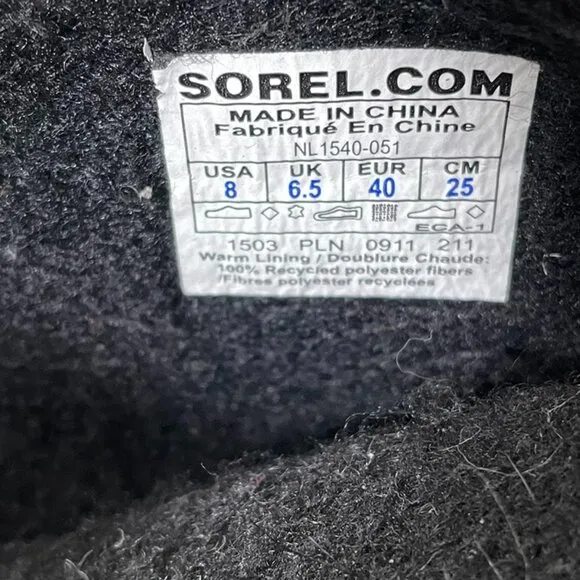 SOREL.COM
MADE IN CHINA
Fabriqué En Chine
NL1540-051
USA UK EUR CM
8 6.5 40 25
ECA-1
1503 PLN 0911 211
Warm Lining / Doublure Chaude:
100% Recycled polyester fibers
/Fibres polyester recyclées